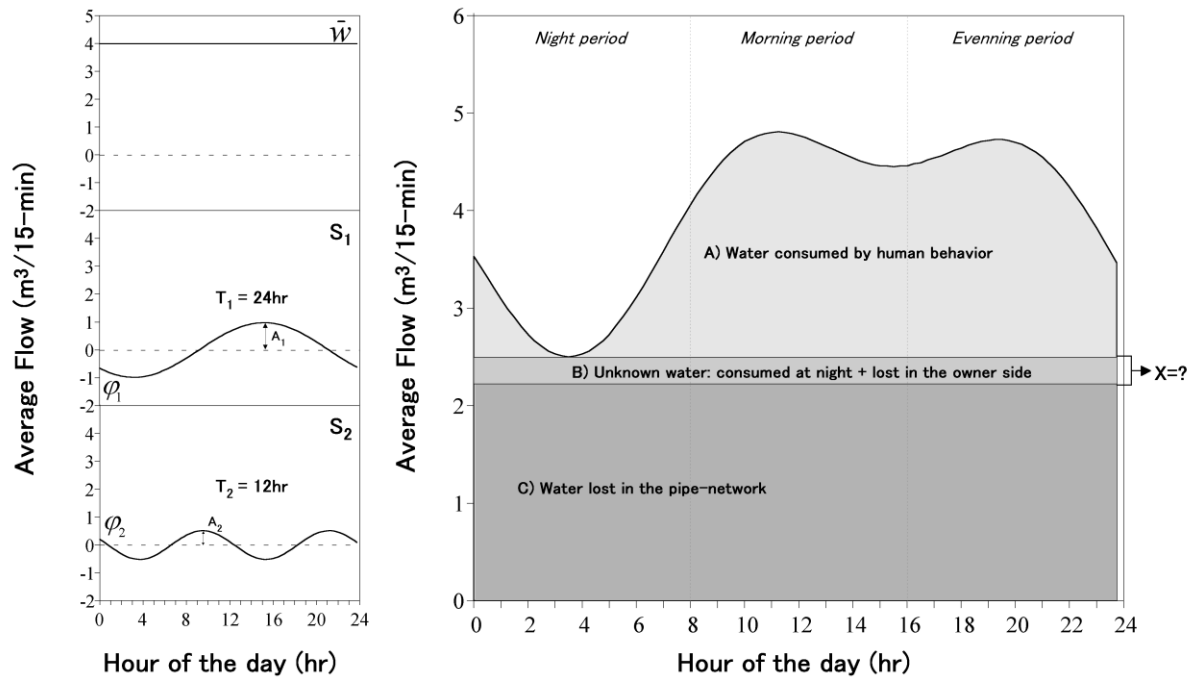 Average Flow (m³/15-min)
5
4
3
2
1
0
-1
-2
w̄
4
3
2
1
0
-1
-2
S₁
T₁ = 24hr
A₁
φ₁
4
3
2
1
0
-1
-2
S₂
T₂ = 12hr
A₂
φ₂
0 4 8 12 16 20 24
Hour of the day (hr)
Average Flow (m³/15-min)
6
5
4
3
2
1
0
Night period Morning period Evenning period
A) Water consumed by human behavior
B) Unknown water: consumed at night + lost in the owner side
X=?
C) Water lost in the pipe-network
0 2 4 6 8 10 12 14 16 18 20 22 24
Hour of the day (hr)